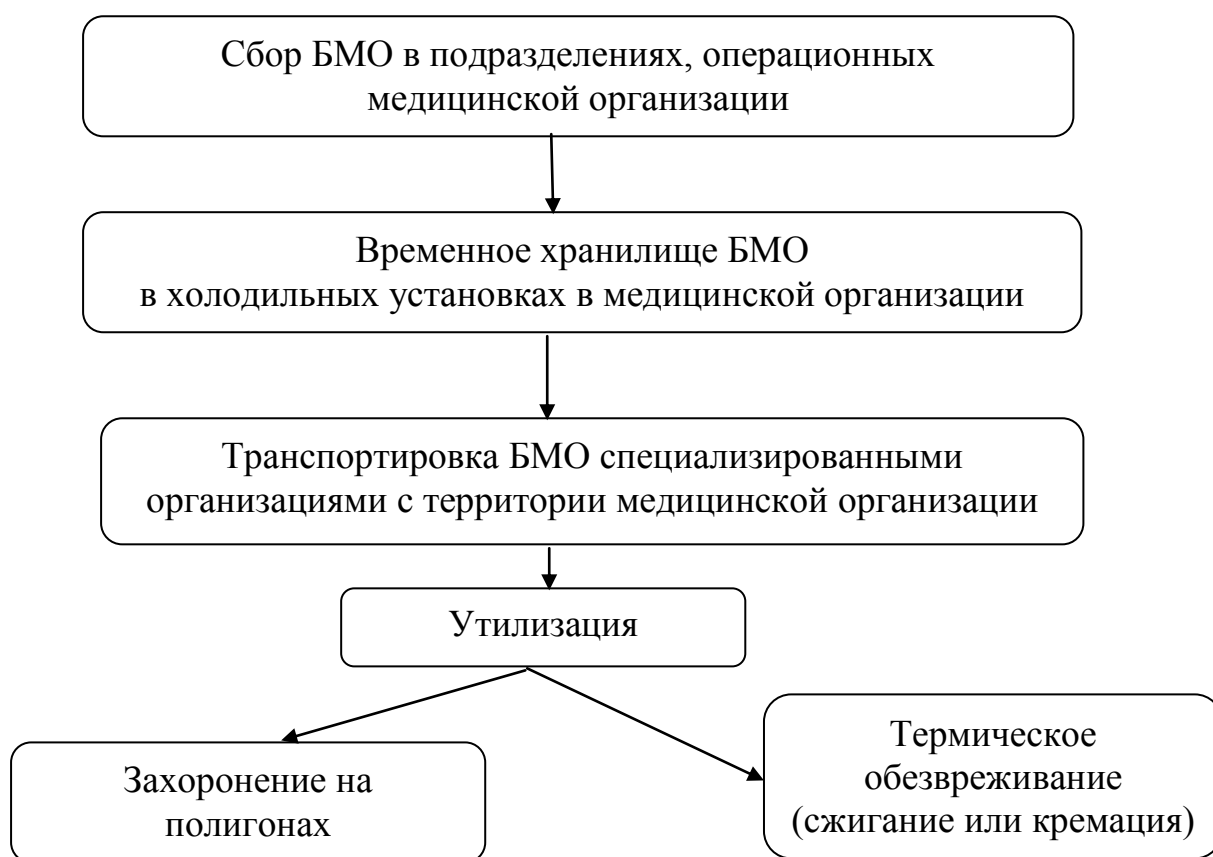 Сбор БМО в подразделениях, операционных
медицинской организации
Временное хранилище БМО
в холодильных установках в медицинской организации
Транспортировка БМО специализированными
организациями с территории медицинской организации
Утилизация
Захоронение на
полигонах
Термическое
обезвреживание
(сжигание или кремация)